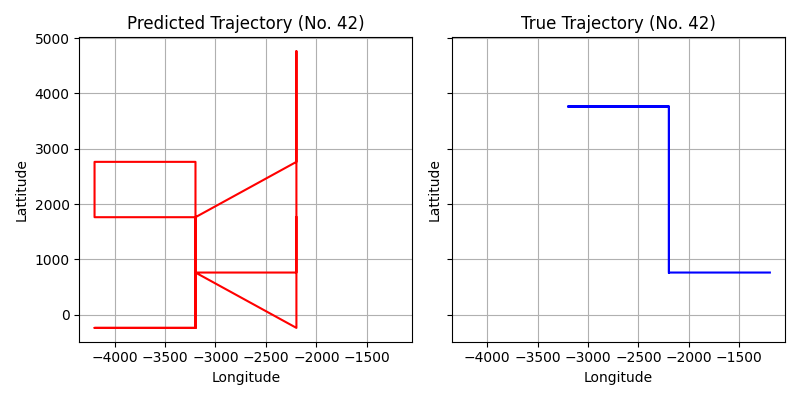 Predicted Trajectory (No. 42)
True Trajectory (No. 42)
5000
4000
3000
2000
1000
0
Lattitude
Lattitude
−4000 −3500 −3000 −2500 −2000 −1500
−4000 −3500 −3000 −2500 −2000 −1500
Longitude
Longitude